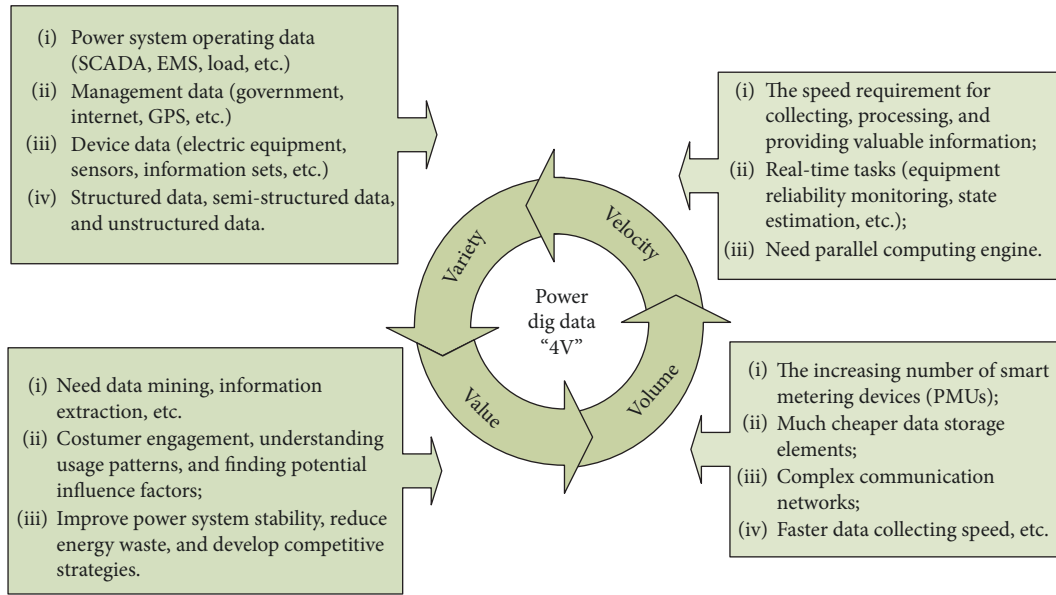 (i) Power system operating data
(SCADA, EMS, load, etc.)
(ii) Management data (government,
internet, GPS, etc.)
(iii) Device data (electric equipment,
sensors, information sets, etc.)
(iv) Structured data, semi-structured data,
and unstructured data.
(i) The speed requirement for
collecting, processing, and
providing valuable information;
(ii) Real-time tasks (equipment
reliability monitoring, state
estimation, etc.);
(iii) Need parallel computing engine.
Variety
Velocity
Power
dig data
“4V”
Value
Volume
(i) Need data mining, information
extraction, etc.
(ii) Costumer engagement, understanding
usage patterns, and finding potential
influence factors;
(iii) Improve power system stability, reduce
energy waste, and develop competitive
strategies.
(i) The increasing number of smart
metering devices (PMUs);
(ii) Much cheaper data storage
elements;
(iii) Complex communication
networks;
(iv) Faster data collecting speed, etc.